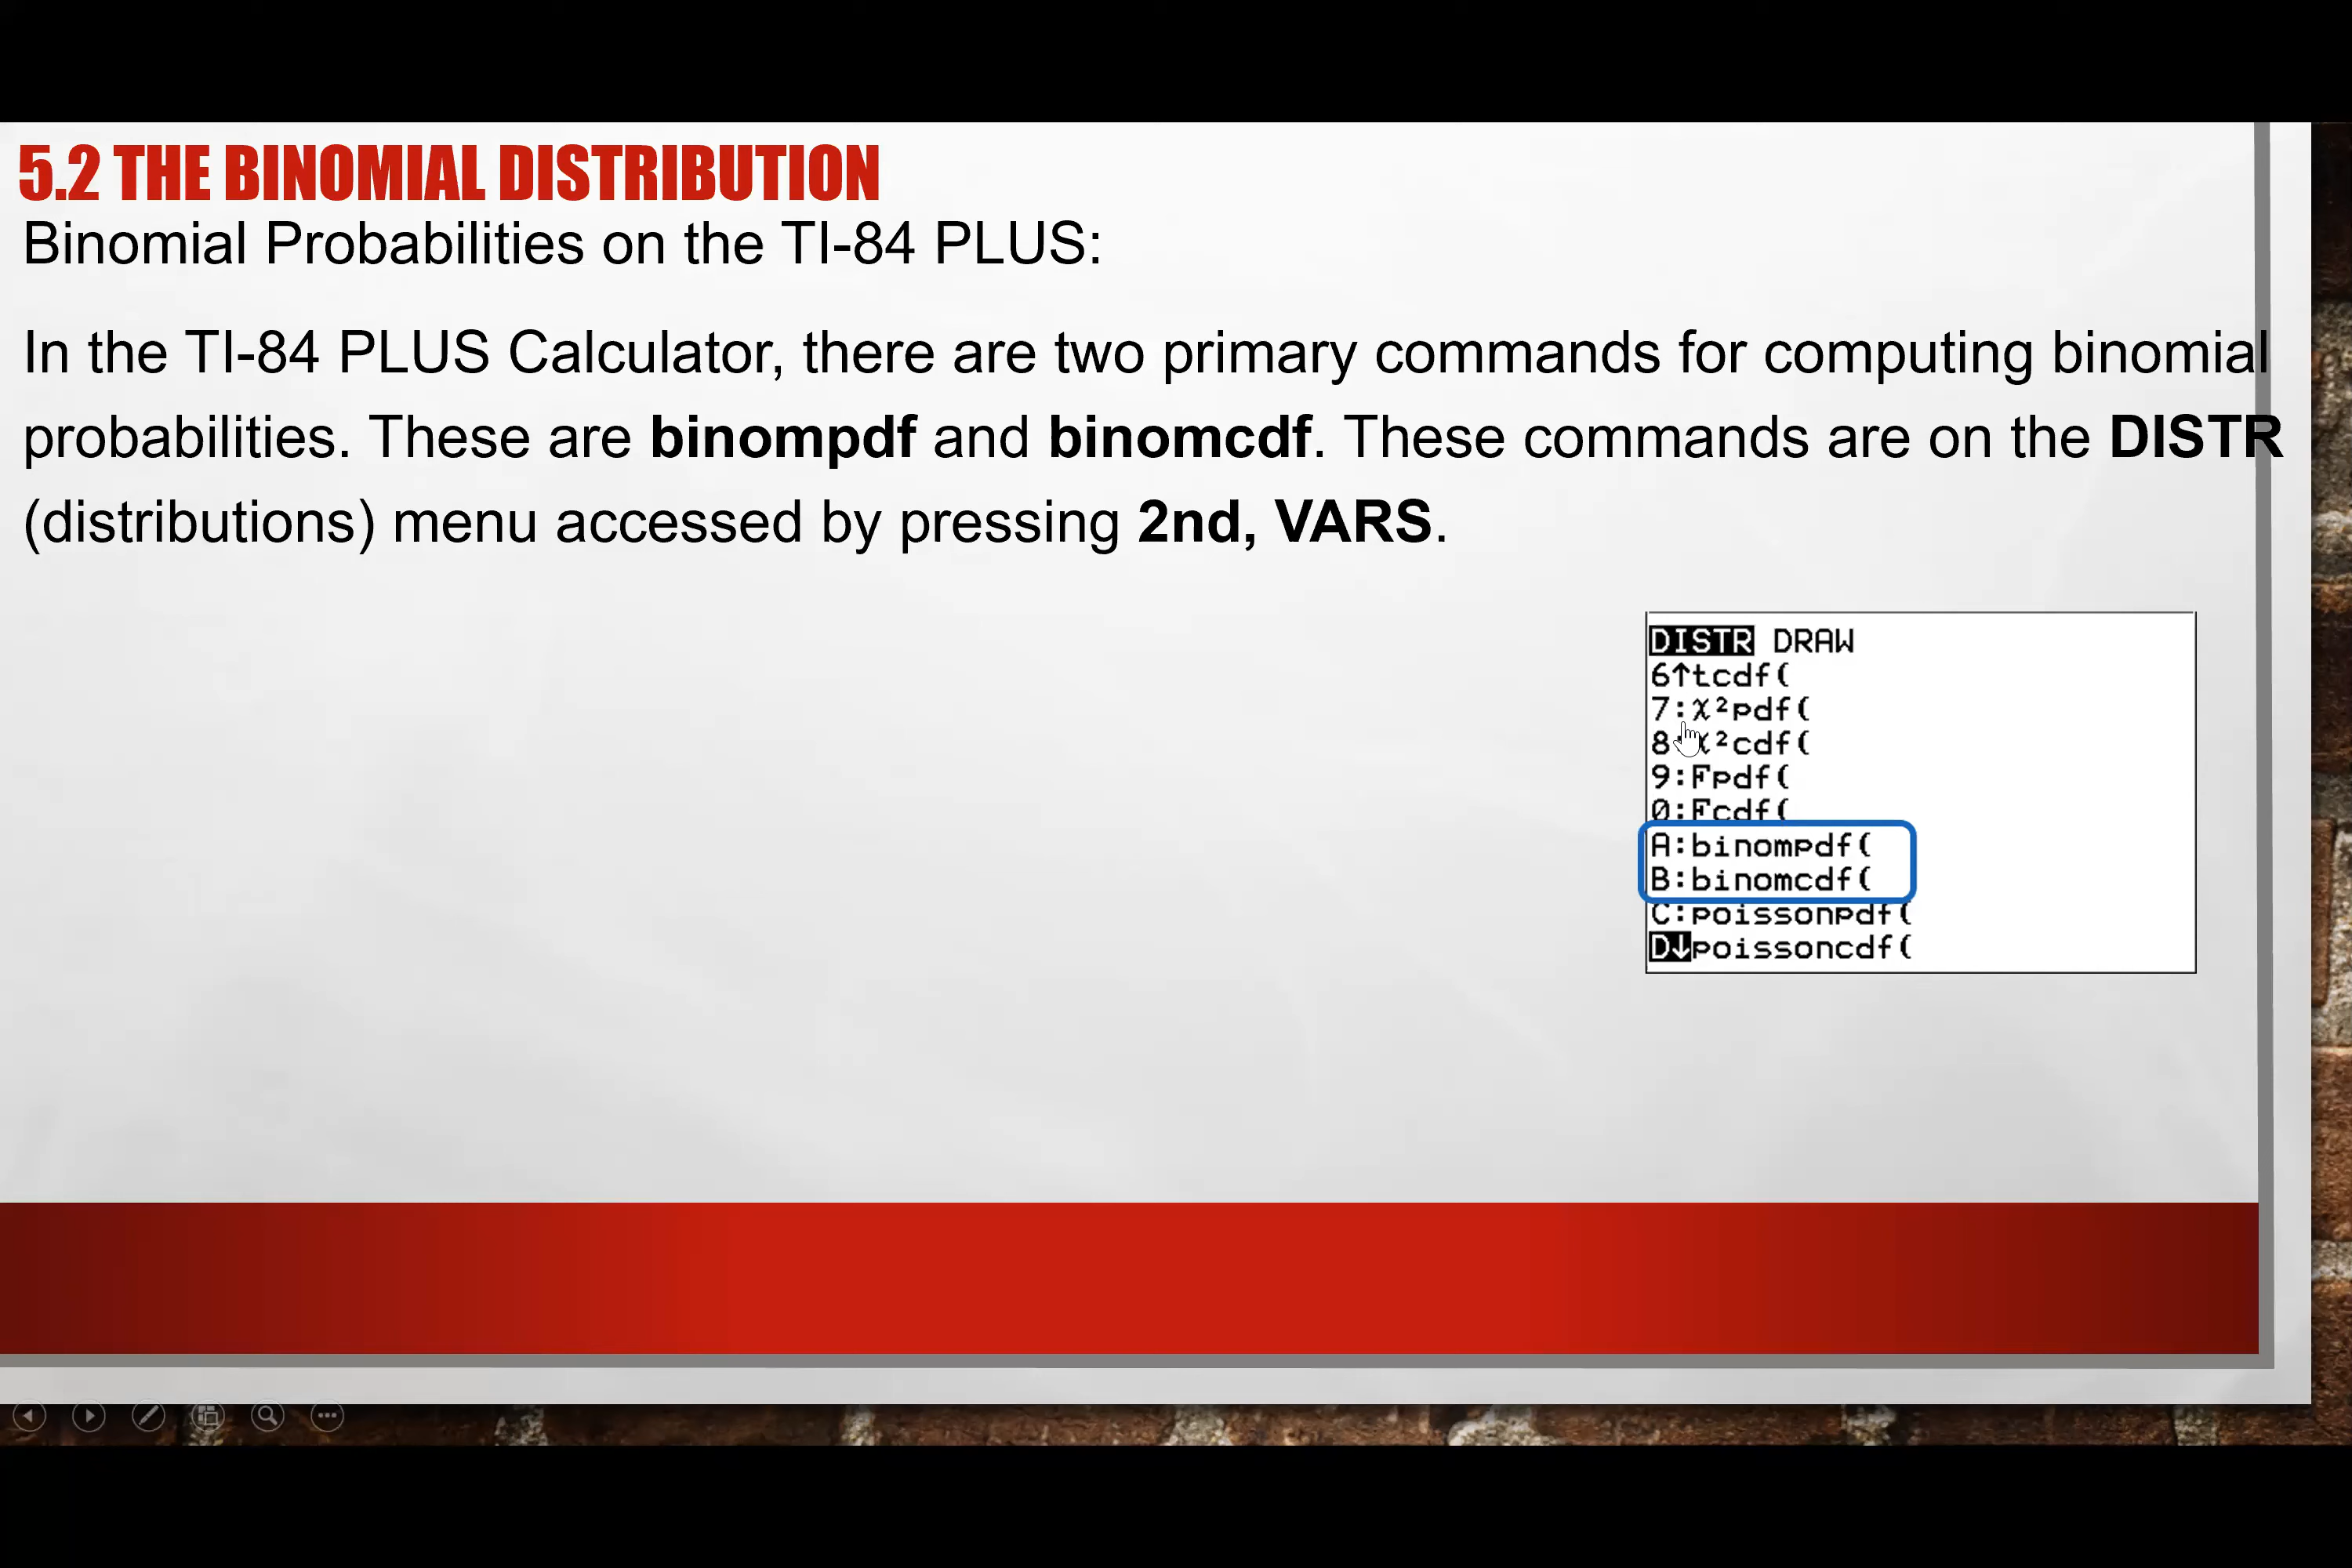 5.2 THE BINOMIAL DISTRIBUTION
Binomial Probabilities on the TI-84 PLUS:
In the TI-84 PLUS Calculator, there are two primary commands for computing binomial
probabilities. These are binompdf and binomcdf. These commands are on the DISTR
(distributions) menu accessed by pressing 2nd, VARS.
DISTR DRAW
6↑tcdf(
7:χ²pdf(
8:χ²cdf(
9:Fpdf(
0:Fcdf(
A:binompdf(
B:binomcdf(
C:poissonpdf(
D↓poissoncdf(